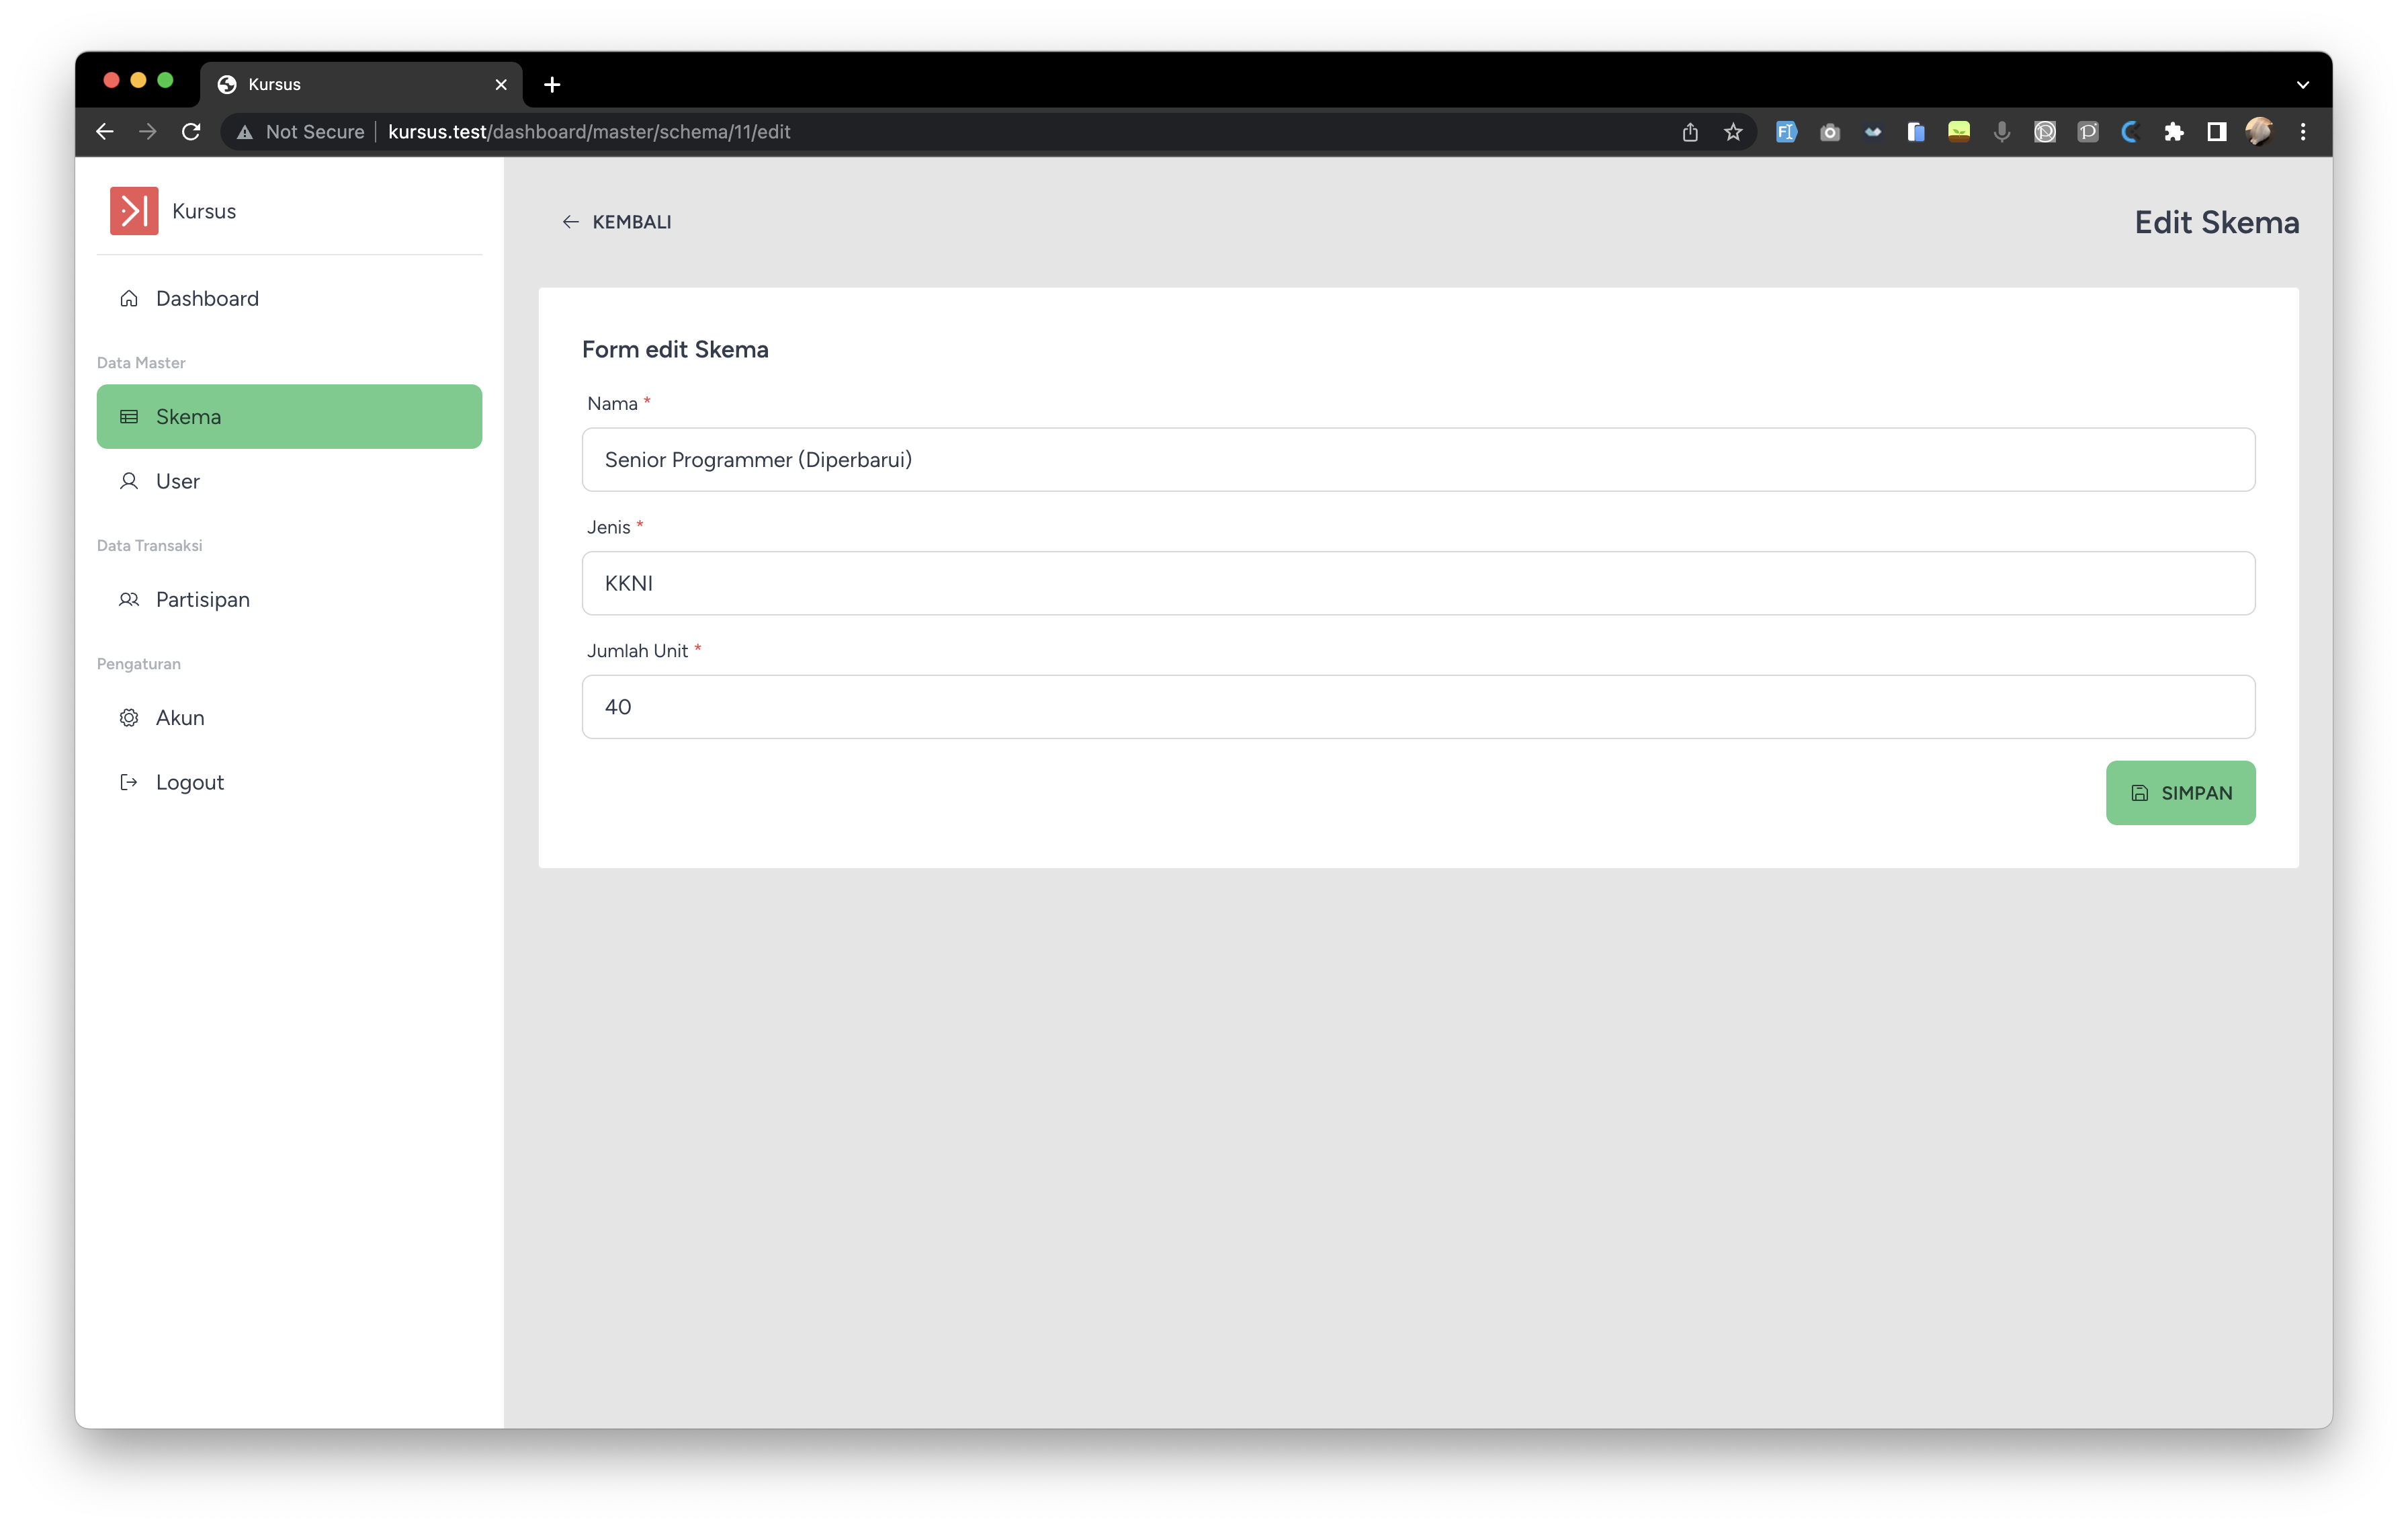 Kursus
Not Secure
kursus.test/dashboard/master/schema/11/edit
Kursus
Dashboard
Data Master
Skema
User
Data Transaksi
Partisipan
Pengaturan
Akun
Logout
KEMBALI
Edit Skema
Form edit Skema
Nama *
Senior Programmer (Diperbarui)
Jenis *
KKNI
Jumlah Unit *
40
SIMPAN